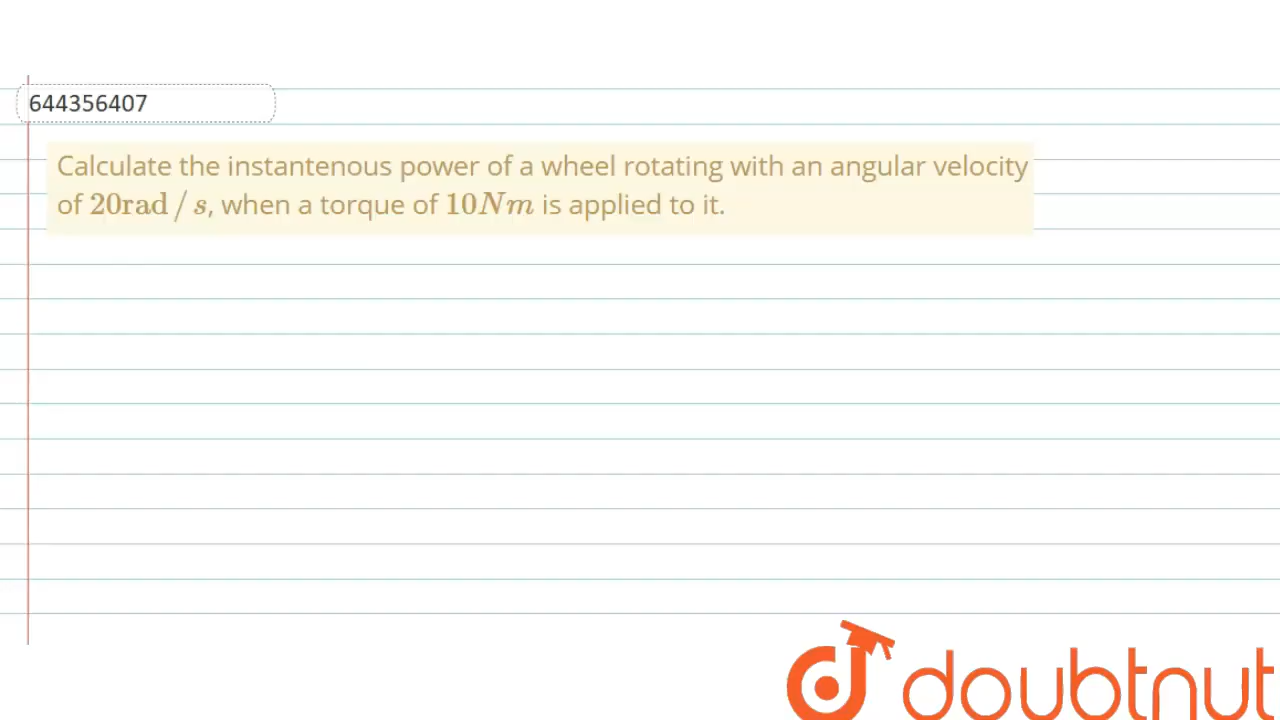 644356407
Calculate the instantenous power of a wheel rotating with an angular velocity
of 20rad / s, when a torque of 10Nm is applied to it.
doubtnut